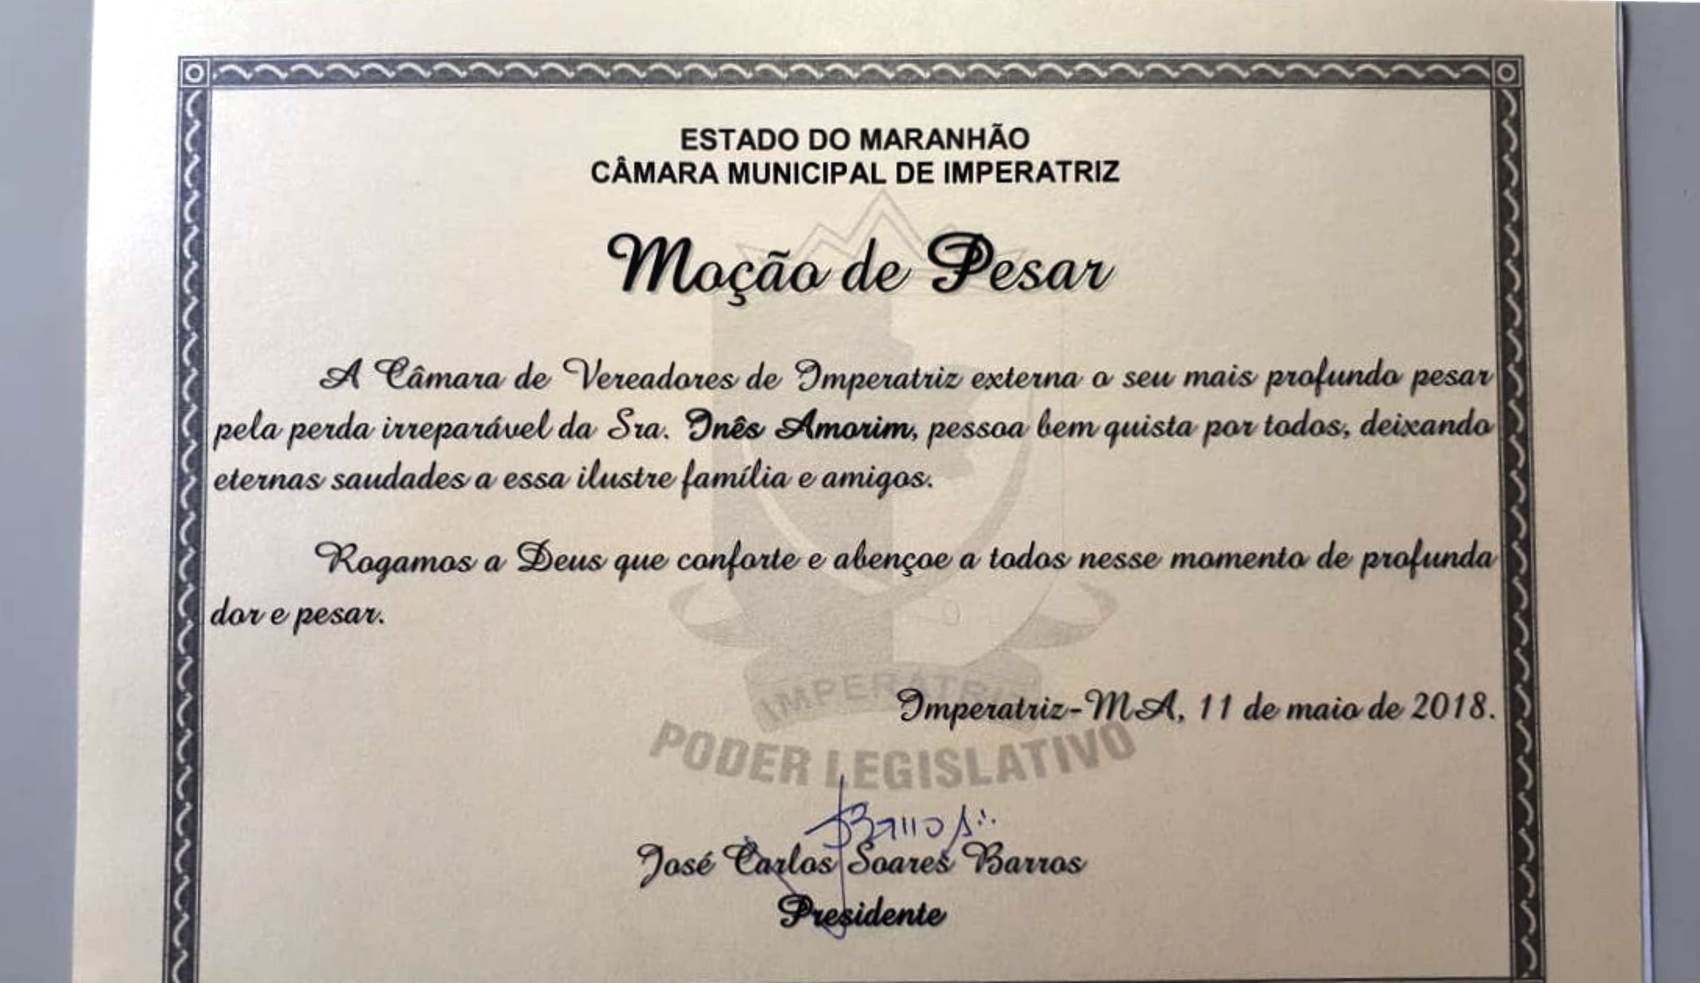 ESTADO DO MARANHÃO
CÂMARA MUNICIPAL DE IMPERATRIZ
Moção de Pesar
A Câmara de Vereadores de Imperatriz externa o seu mais profundo pesar
pela perda irreparável da Sra. Inês Amorim, pessoa bem quista por todos, deixando
eternas saudades a essa ilustre família e amigos.
Rogamos a Deus que conforte e abençoe a todos nesse momento de profunda
dor e pesar.
IMPERATRIZ
Imperatriz-MA, 11 de maio de 2018.
PODER LEGISLATIVO
José Carlos Soares Barros
Presidente